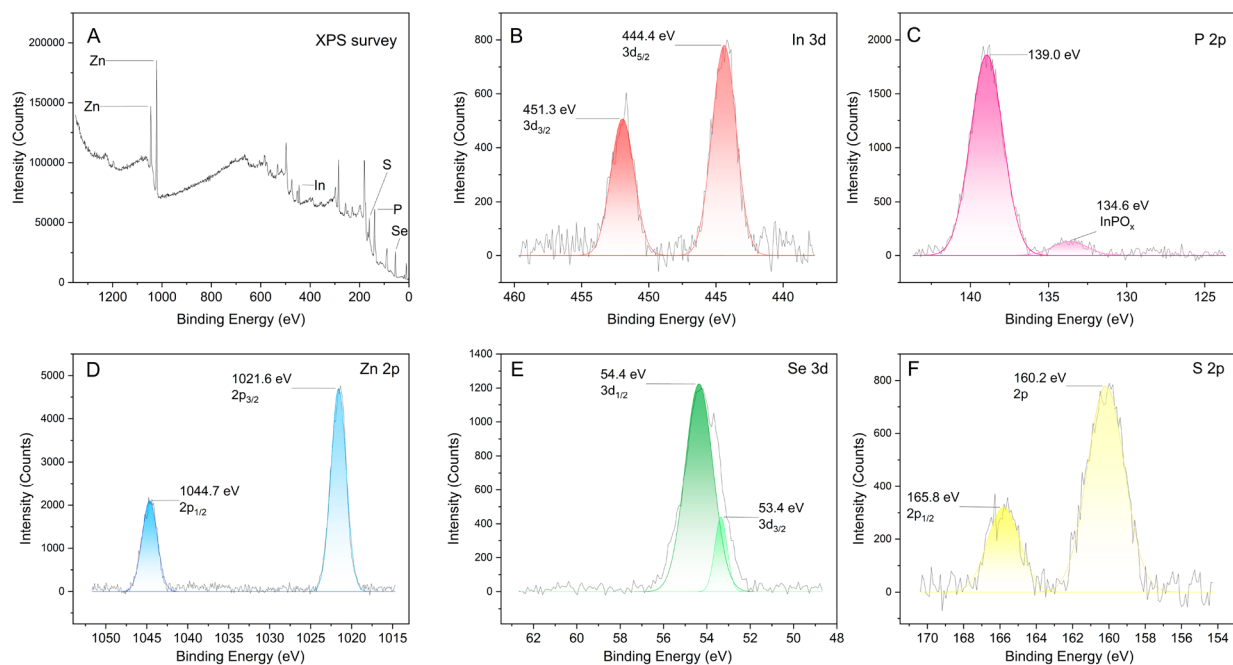 A
XPS survey
Zn
Zn
S
In
P
Se
200000
150000
100000
50000
0
1200 1000 800 600 400 200 0
Intensity (Counts)
Binding Energy (eV)
B
In 3d
444.4 eV
3d5/2
451.3 eV
3d3/2
800
600
400
200
0
460 455 450 445 440
Intensity (Counts)
Binding Energy (eV)
C
P 2p
139.0 eV
134.6 eV
InPOx
2000
1500
1000
500
0
140 135 130 125
Intensity (Counts)
Binding Energy (eV)
D
Zn 2p
1021.6 eV
2p3/2
1044.7 eV
2p1/2
5000
4000
3000
2000
1000
0
1050 1045 1040 1035 1030 1025 1020 1015
Intensity (Counts)
Binding Energy (eV)
E
Se 3d
54.4 eV
3d1/2
53.4 eV
3d3/2
1400
1200
1000
800
600
400
200
0
62 60 58 56 54 52 50 48
Intensity (Counts)
Binding Energy (eV)
F
S 2p
160.2 eV
2p
165.8 eV
2p1/2
800
600
400
200
0
170 168 166 164 162 160 158 156 154
Intensity (Counts)
Binding Energy (eV)